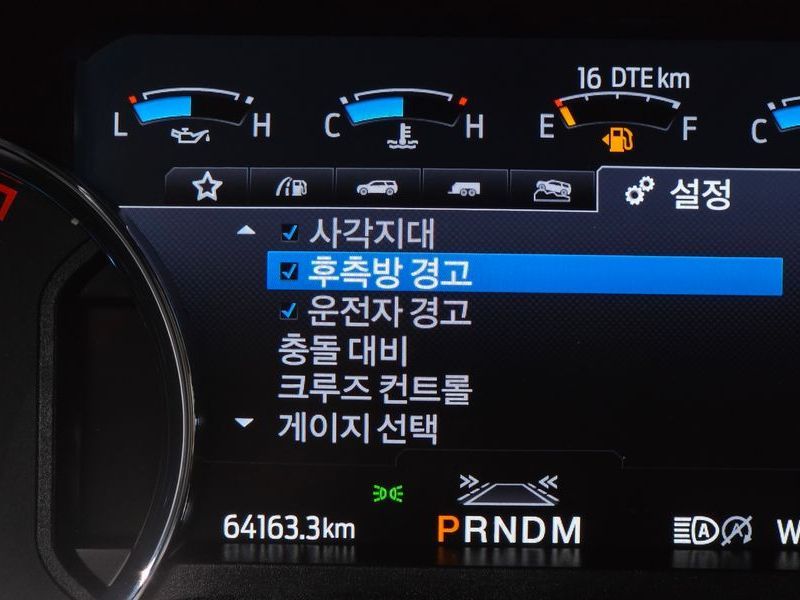 16 DTE km
L H C H E F C
설정
사각지대
후측방 경고
운전자 경고
충돌 대비
크루즈 컨트롤
게이지 선택
64163.3km PRNDM A A W